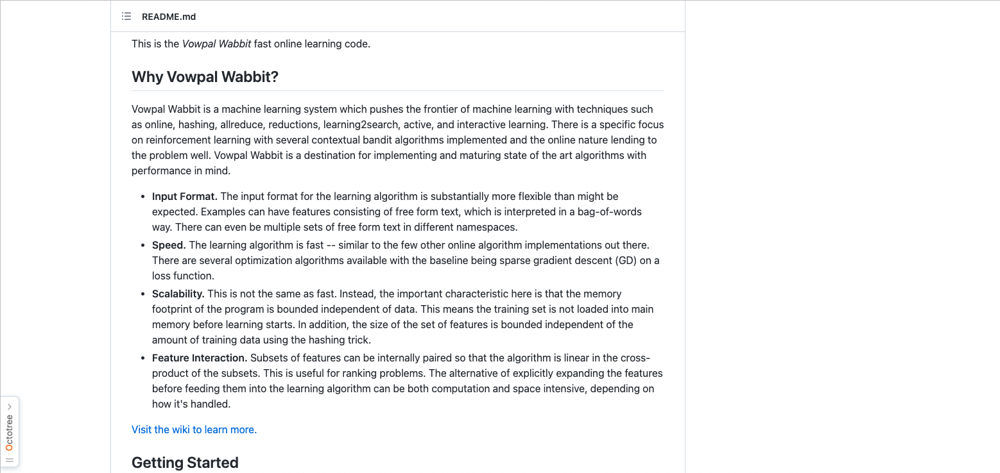 README.md
This is the Vowpal Wabbit fast online learning code.
Why Vowpal Wabbit?
Vowpal Wabbit is a machine learning system which pushes the frontier of machine learning with techniques such
as online, hashing, allreduce, reductions, learning2search, active, and interactive learning. There is a specific focus
on reinforcement learning with several contextual bandit algorithms implemented and the online nature lending to
the problem well. Vowpal Wabbit is a destination for implementing and maturing state of the art algorithms with
performance in mind.
• Input Format. The input format for the learning algorithm is substantially more flexible than might be
expected. Examples can have features consisting of free form text, which is interpreted in a bag-of-words
way. There can even be multiple sets of free form text in different namespaces.
• Speed. The learning algorithm is fast -- similar to the few other online algorithm implementations out there.
There are several optimization algorithms available with the baseline being sparse gradient descent (GD) on a
loss function.
• Scalability. This is not the same as fast. Instead, the important characteristic here is that the memory
footprint of the program is bounded independent of data. This means the training set is not loaded into main
memory before learning starts. In addition, the size of the set of features is bounded independent of the
amount of training data using the hashing trick.
• Feature Interaction. Subsets of features can be internally paired so that the algorithm is linear in the cross-
product of the subsets. This is useful for ranking problems. The alternative of explicitly expanding the features
before feeding them into the learning algorithm can be both computation and space intensive, depending on
how it's handled.
Visit the wiki to learn more.
Getting Started
Octotree